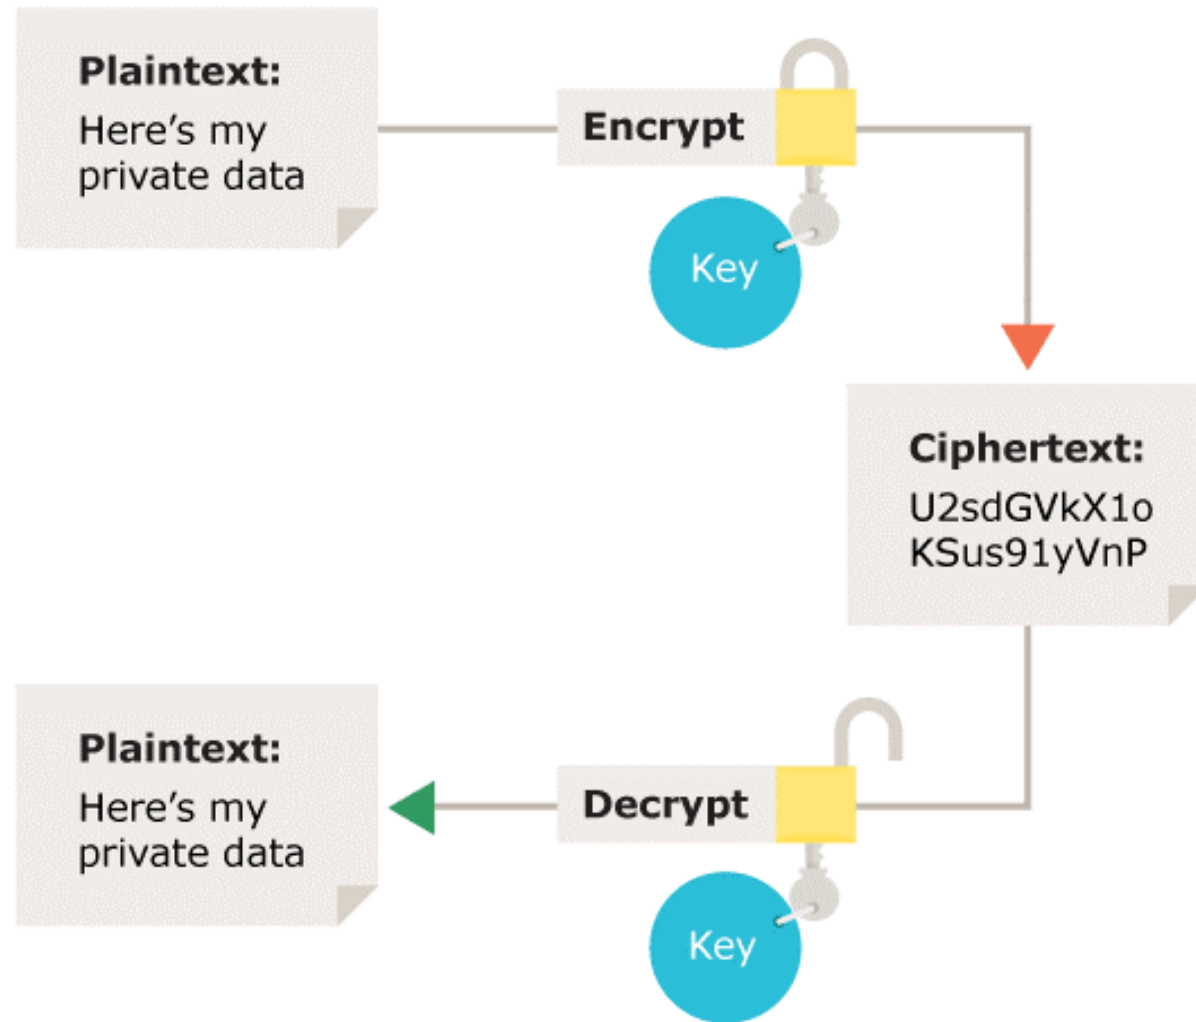 Plaintext:
Here’s my
private data
Encrypt
Key
Ciphertext:
U2sdGVkX1o
KSus91yVnP
Decrypt
Key
Plaintext:
Here’s my
private data